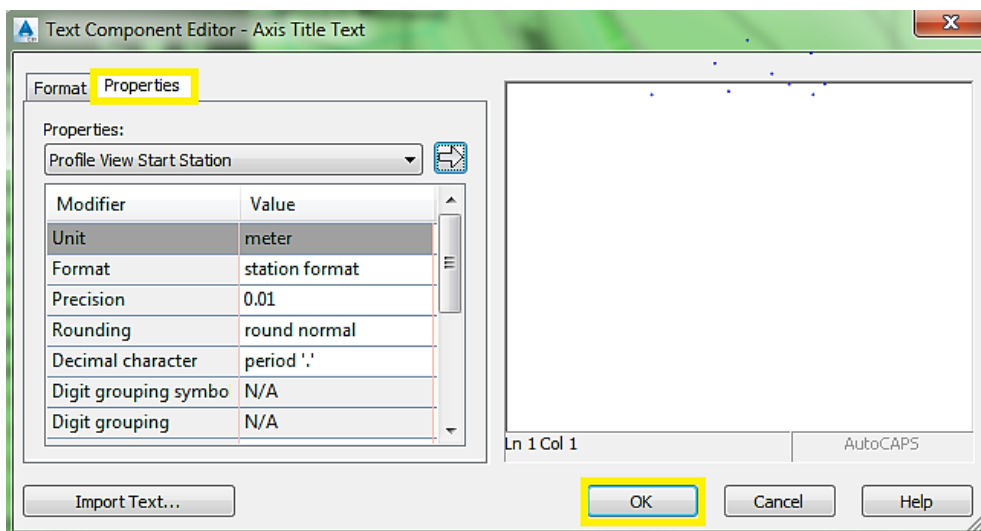 Text Component Editor - Axis Title Text
Format Properties
Properties:
Profile View Start Station
Modifier Value
Unit meter
Format station format
Precision 0.01
Rounding round normal
Decimal character period '.'
Digit grouping symbo N/A
Digit grouping N/A
Ln 1 Col 1 AutoCAPS
Import Text... OK Cancel Help